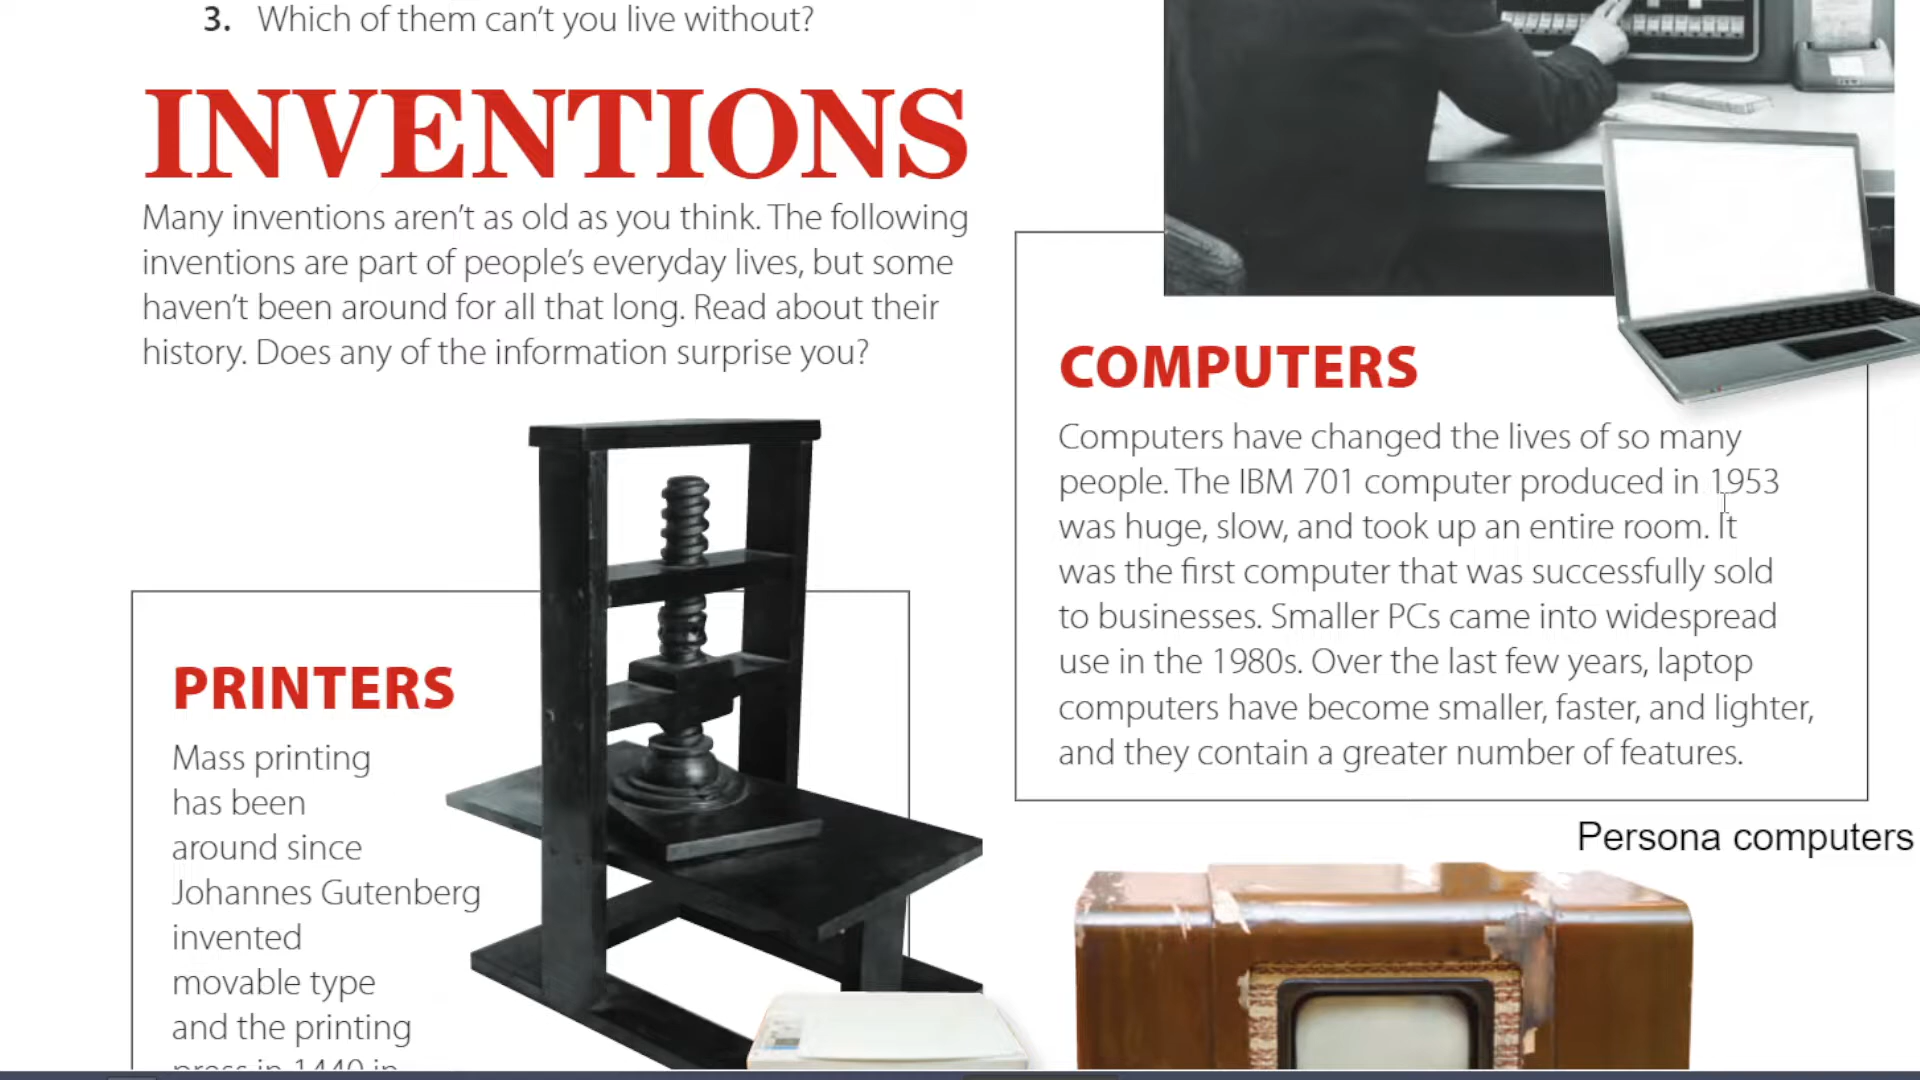 3. Which of them can't you live without?
INVENTIONS
Many inventions aren't as old as you think. The following
inventions are part of people's everyday lives, but some
haven't been around for all that long. Read about their
history. Does any of the information surprise you?
PRINTERS
Mass printing
has been
around since
Johannes Gutenberg
invented
movable type
and the printing
press in 1440 in
COMPUTERS
Computers have changed the lives of so many
people. The IBM 701 computer produced in 1953
was huge, slow, and took up an entire room. It
was the first computer that was successfully sold
to businesses. Smaller PCs came into widespread
use in the 1980s. Over the last few years, laptop
computers have become smaller, faster, and lighter,
and they contain a greater number of features.
Persona computers